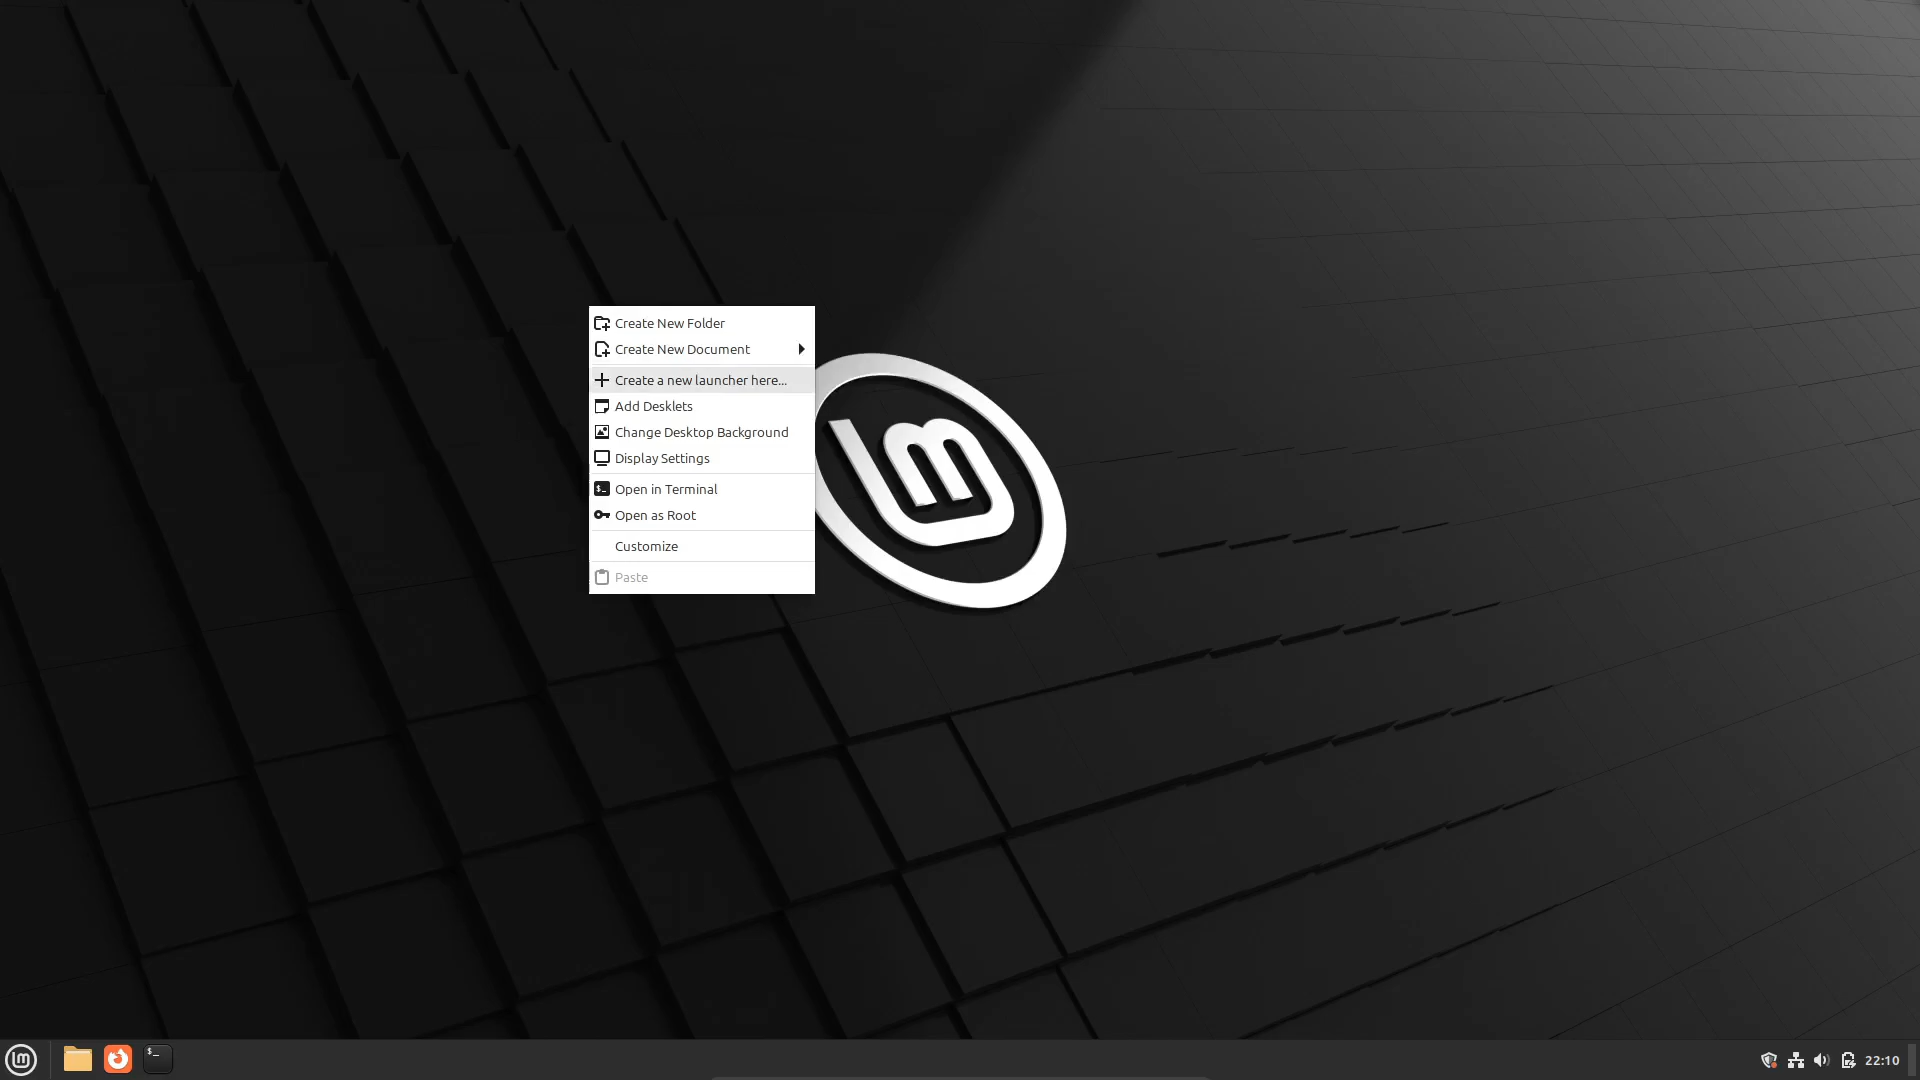 Create New Folder
Create New Document
Create a new launcher here...
Add Desklets
Change Desktop Background
Display Settings
Open in Terminal
Open as Root
Customize
Paste
22:10